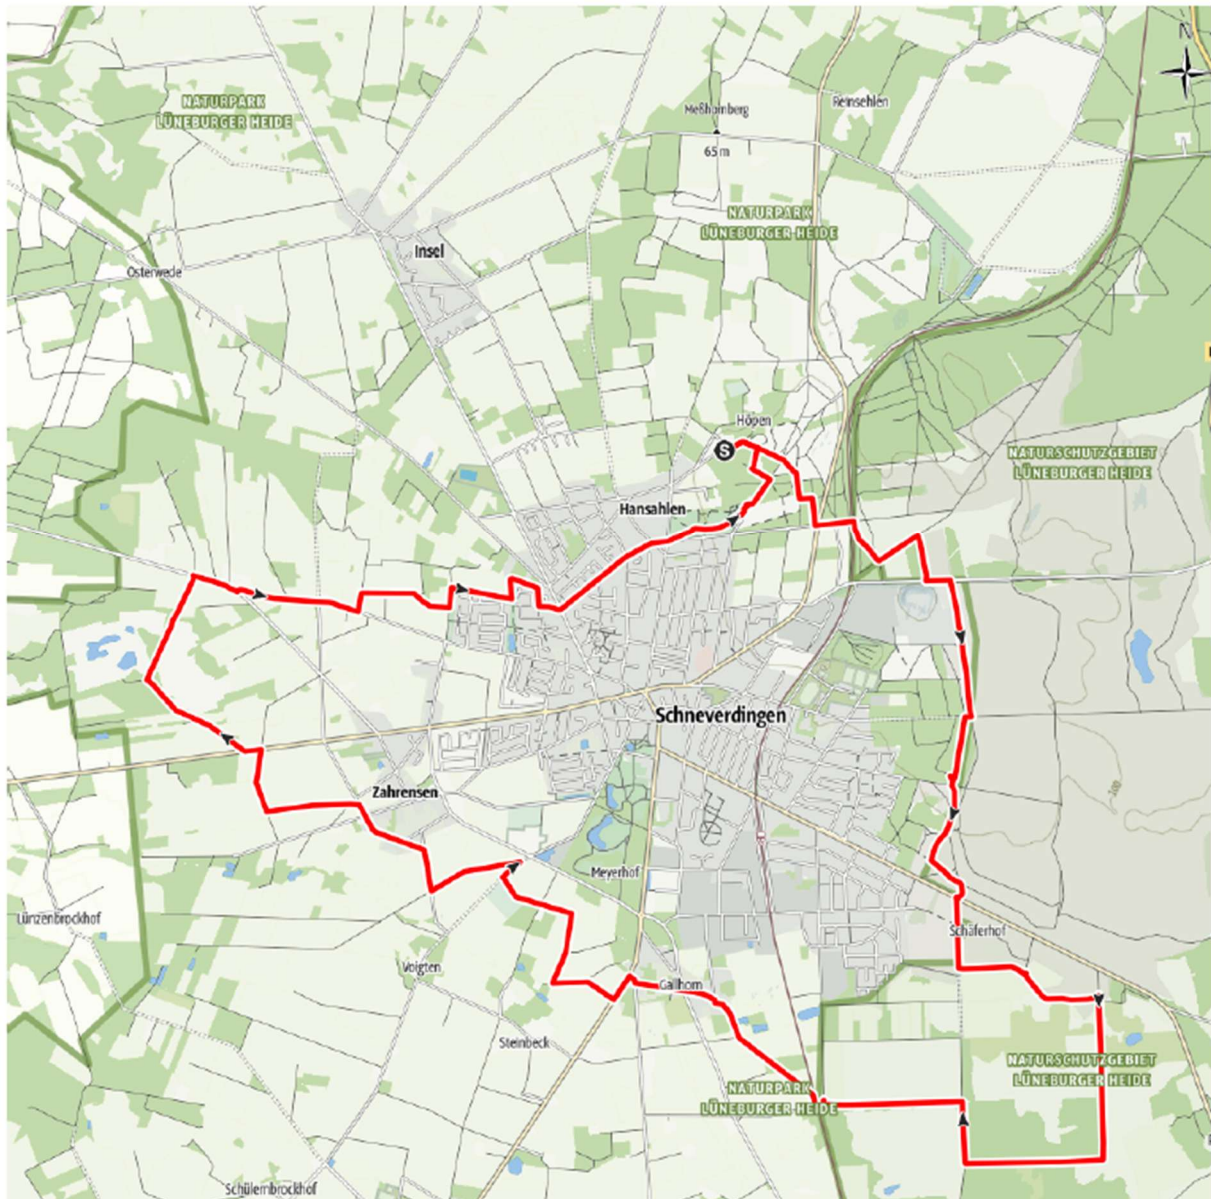 N
Meßhornberg
Reinsehlen
NATURPARK
LÜNEBURGER HEIDE
65 m
NATURPARK
LÜNEBURGER HEIDE
Insel
Osterwede
Höpen
S
NATURSCHUTZGEBIET
LÜNEBURGER HEIDE
Hansahlen
Schneverdingen
Zahrensen
Meyerhof
Lünzenbrockhof
Schäferhof
Voigten
Gallhorn
Steinbeck
NATURSCHUTZGEBIET
LÜNEBURGER HEIDE
NATURPARK
LÜNEBURGER HEIDE
Schülernbrockhof